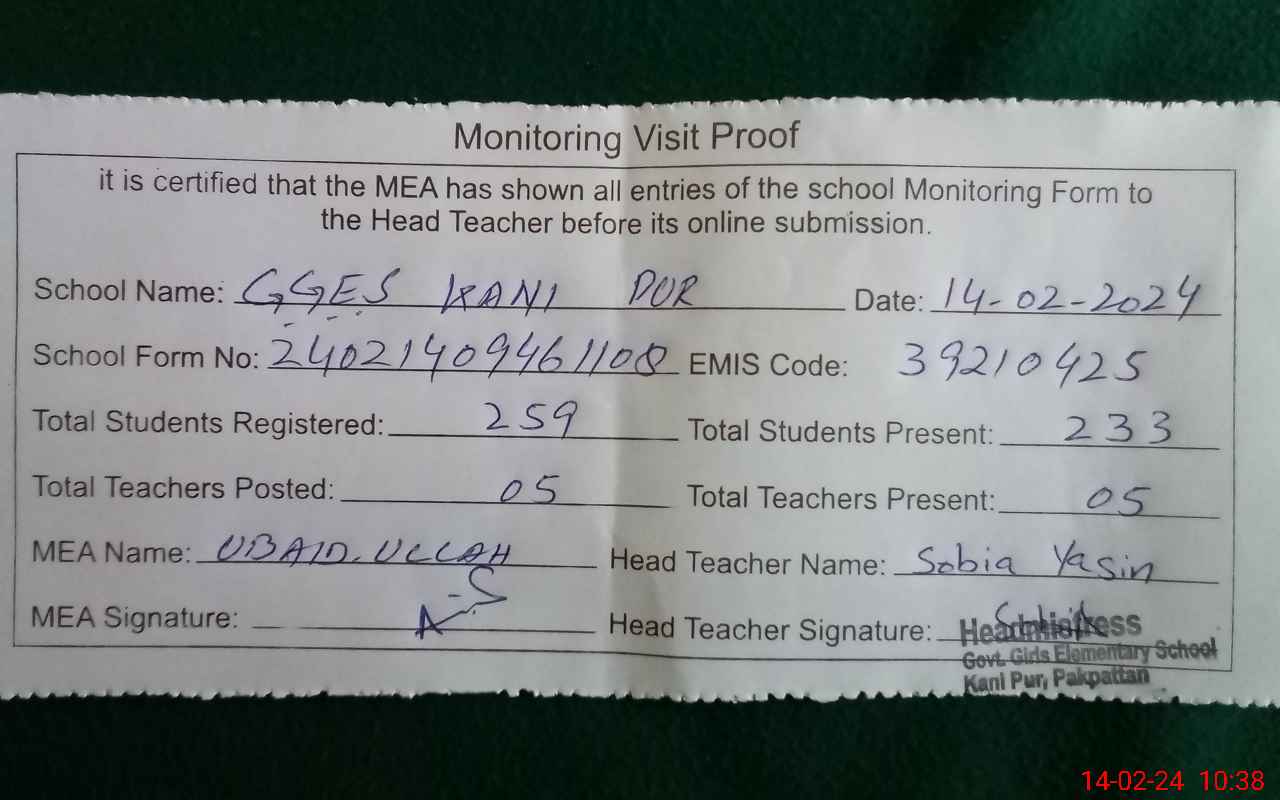 Monitoring Visit Proof
it is certified that the MEA has shown all entries of the school Monitoring Form to
the Head Teacher before its online submission.
School Name: GGES KANI PUR Date: 14-02-2024
School Form No: 24021409461108 EMIS Code: 39210425
Total Students Registered: 259 Total Students Present: 233
Total Teachers Posted: 05 Total Teachers Present: 05
MEA Name: UBAID.ULLAH Head Teacher Name: Sobia Yasin
MEA Signature: Head Teacher Signature:
Headmistress
Govt. Girls Elementary School
Kani Pur, Pakpattan
14-02-24 10:38